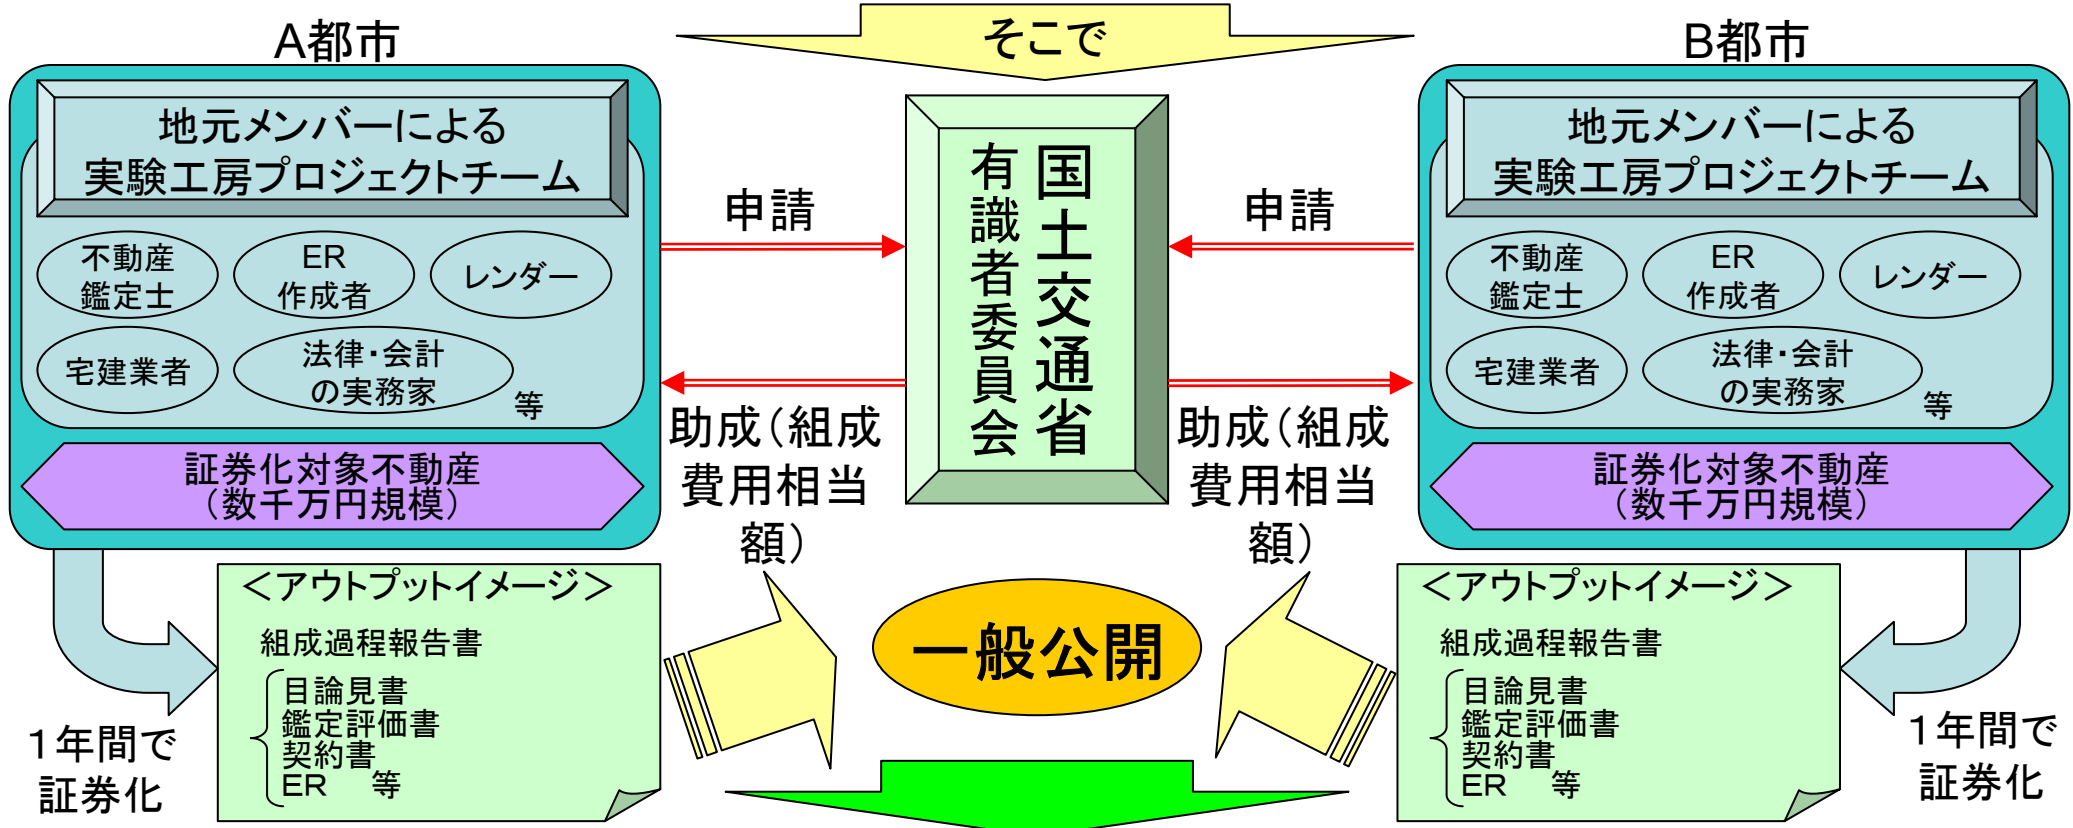 そこで
A都市
地元メンバーによる
実験工房プロジェクトチーム
不動産
鑑定士
ER
作成者
レンダー
宅建業者
法律・会計
の実務家
等
証券化対象不動産
（数千万円規模）
申請
助成（組成
費用相当
額）
国土交通省
有識者委員会
申請
助成（組成
費用相当
額）
B都市
地元メンバーによる
実験工房プロジェクトチーム
不動産
鑑定士
ER
作成者
レンダー
宅建業者
法律・会計
の実務家
等
証券化対象不動産
（数千万円規模）
１年間で
証券化
＜アウトプットイメージ＞
組成過程報告書
目論見書
鑑定評価書
契約書
ER　等
一般公開
＜アウトプットイメージ＞
組成過程報告書
目論見書
鑑定評価書
契約書
ER　等
１年間で
証券化